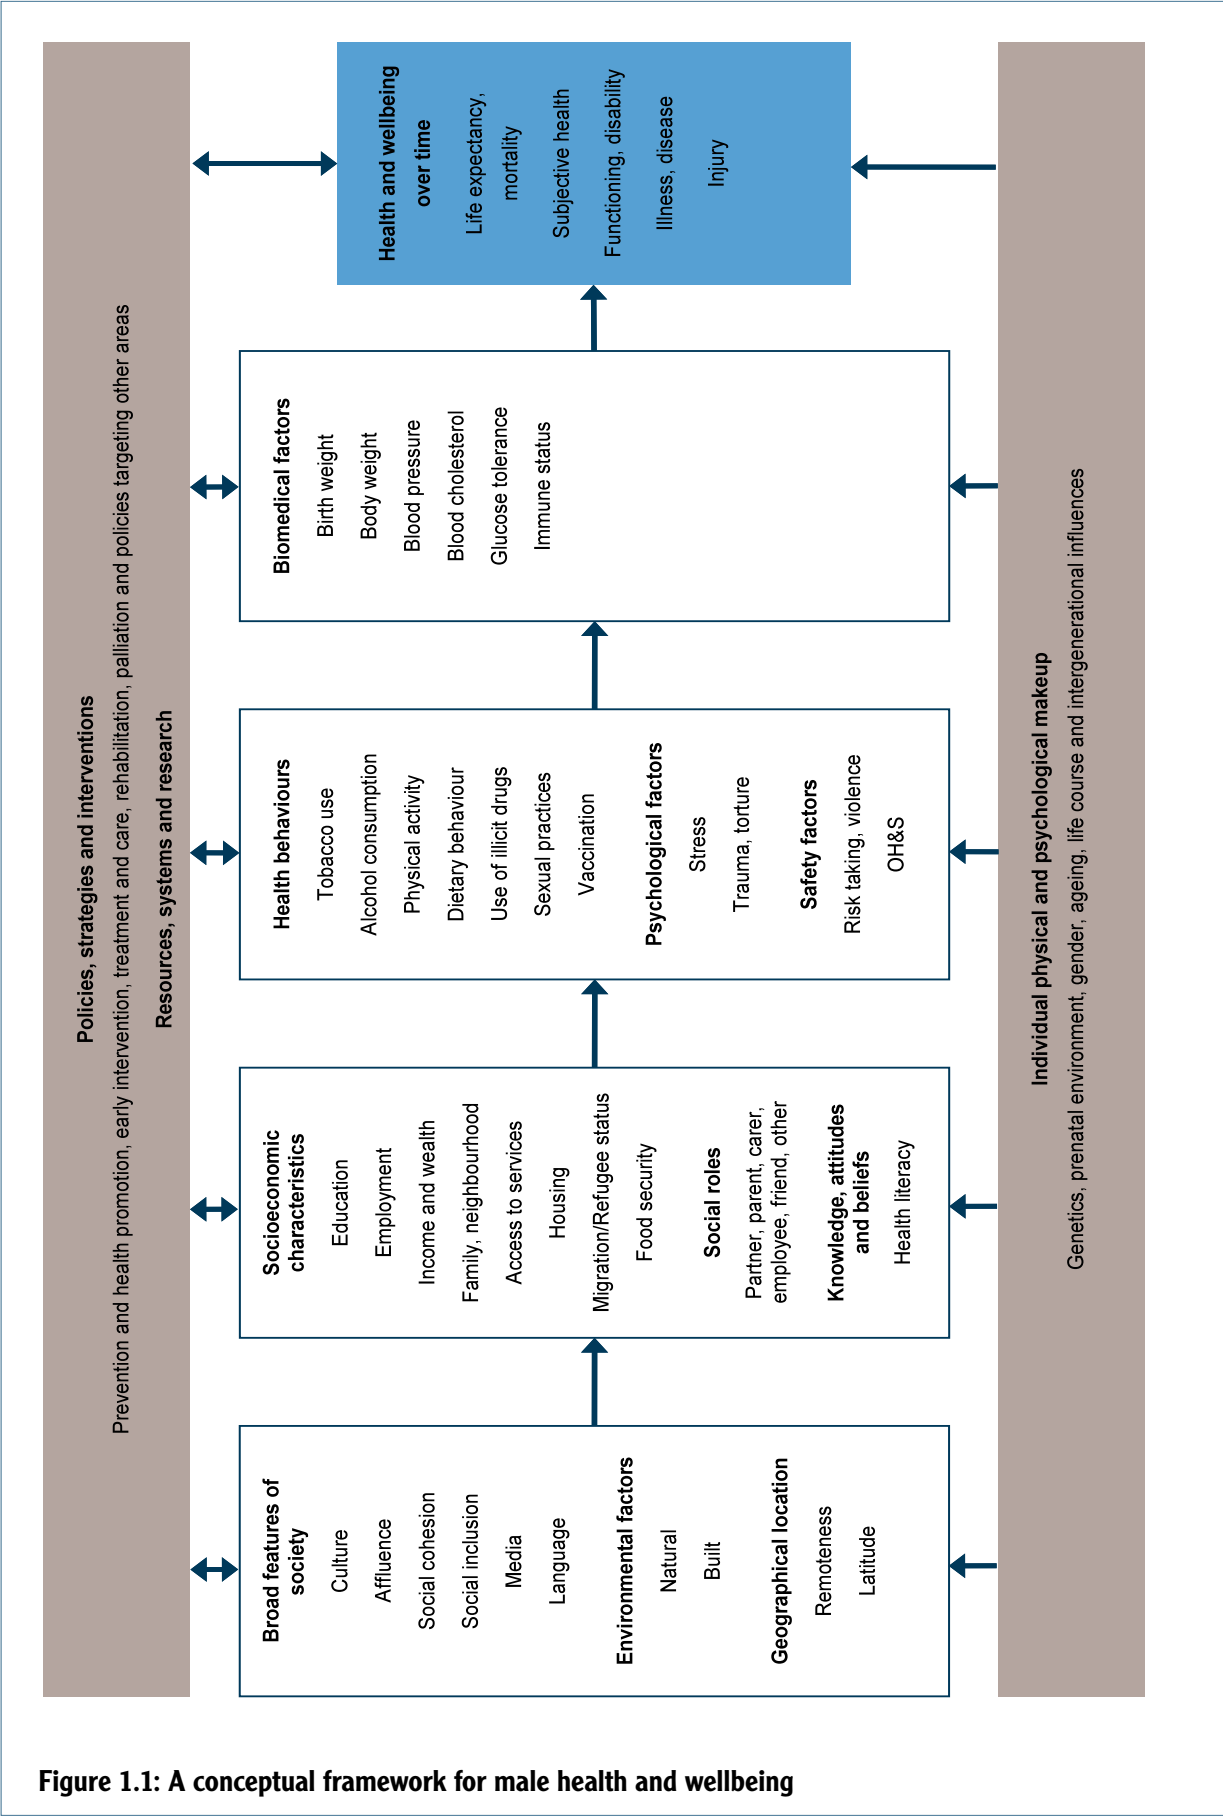 Policies, strategies and interventions
Prevention and health promotion, early intervention, treatment and care, rehabilitation, palliation and policies targeting other areas
Resources, systems and research
Broad features of
society
Culture
Affluence
Social cohesion
Social inclusion
Media
Language
Environmental factors
Natural
Built
Geographical location
Remoteness
Latitude
Socioeconomic
characteristics
Education
Employment
Income and wealth
Family, neighbourhood
Access to services
Housing
Migration/Refugee status
Food security
Social roles
Partner, parent, carer,
employee, friend, other
Knowledge, attitudes
and beliefs
Health literacy
Health behaviours
Tobacco use
Alcohol consumption
Physical activity
Dietary behaviour
Use of illicit drugs
Sexual practices
Vaccination
Psychological factors
Stress
Trauma, torture
Safety factors
Risk taking, violence
OH&S
Biomedical factors
Birth weight
Body weight
Blood pressure
Blood cholesterol
Glucose tolerance
Immune status
Health and wellbeing
over time
Life expectancy,
mortality
Subjective health
Functioning, disability
Illness, disease
Injury
Individual physical and psychological makeup
Genetics, prenatal environment, gender, ageing, life course and intergenerational influences
Figure 1.1: A conceptual framework for male health and wellbeing